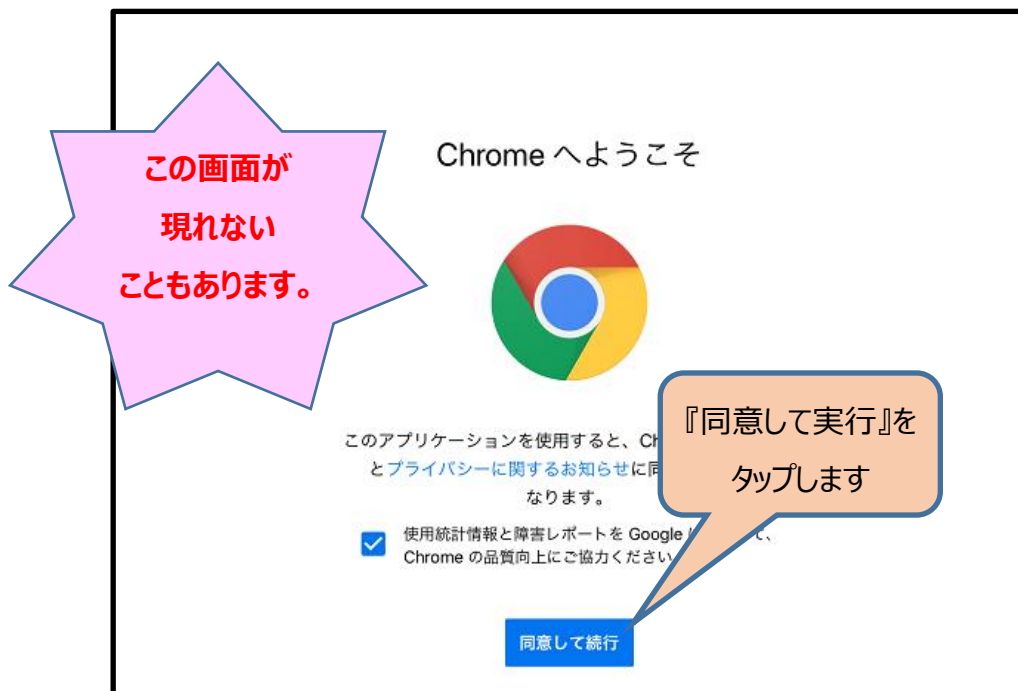 この画面が
現れない
こともあります。
Chrome へようこそ
『同意して実行』を
タップします
このアプリケーションを使用すると、
とプライバシーに関するお知らせに
なります。
使用統計情報と障害レポートを Google て、
Chrome の品質向上にご協力ください
同意して続行